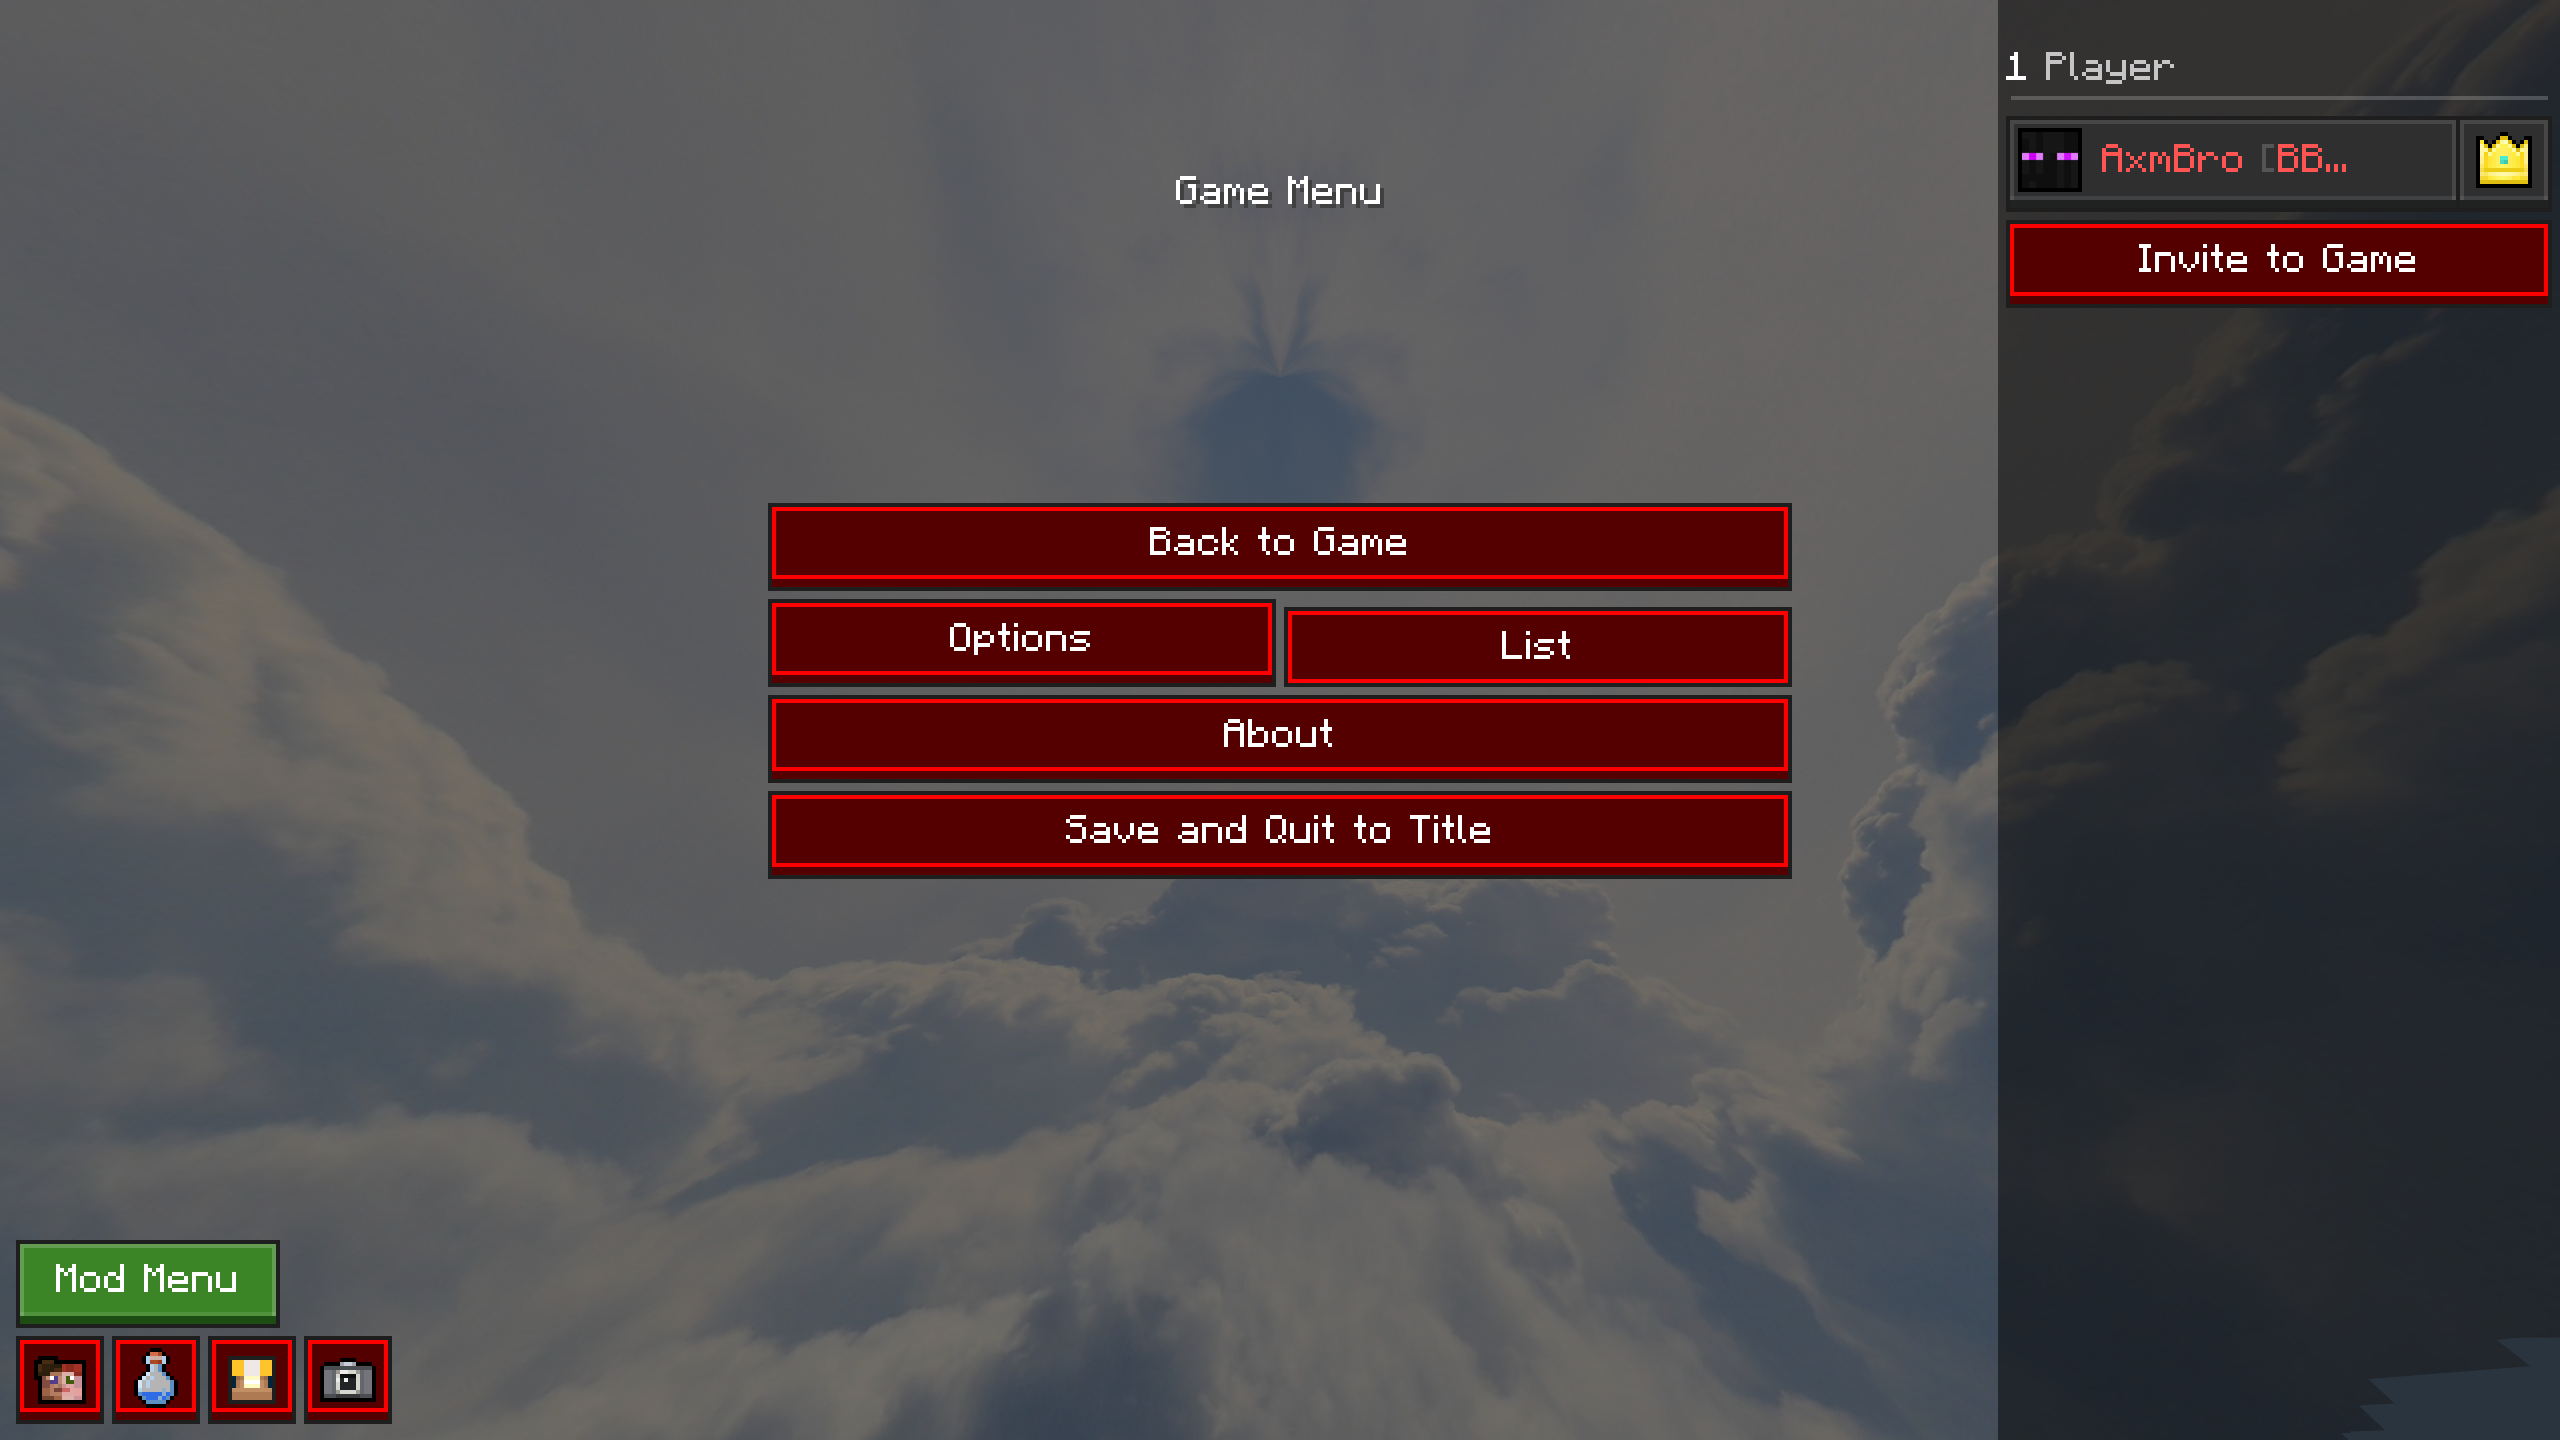 1 Player
AxmBro [BB...
Invite to Game
Game Menu
Back to Game
Options
List
About
Save and Quit to Title
Mod Menu